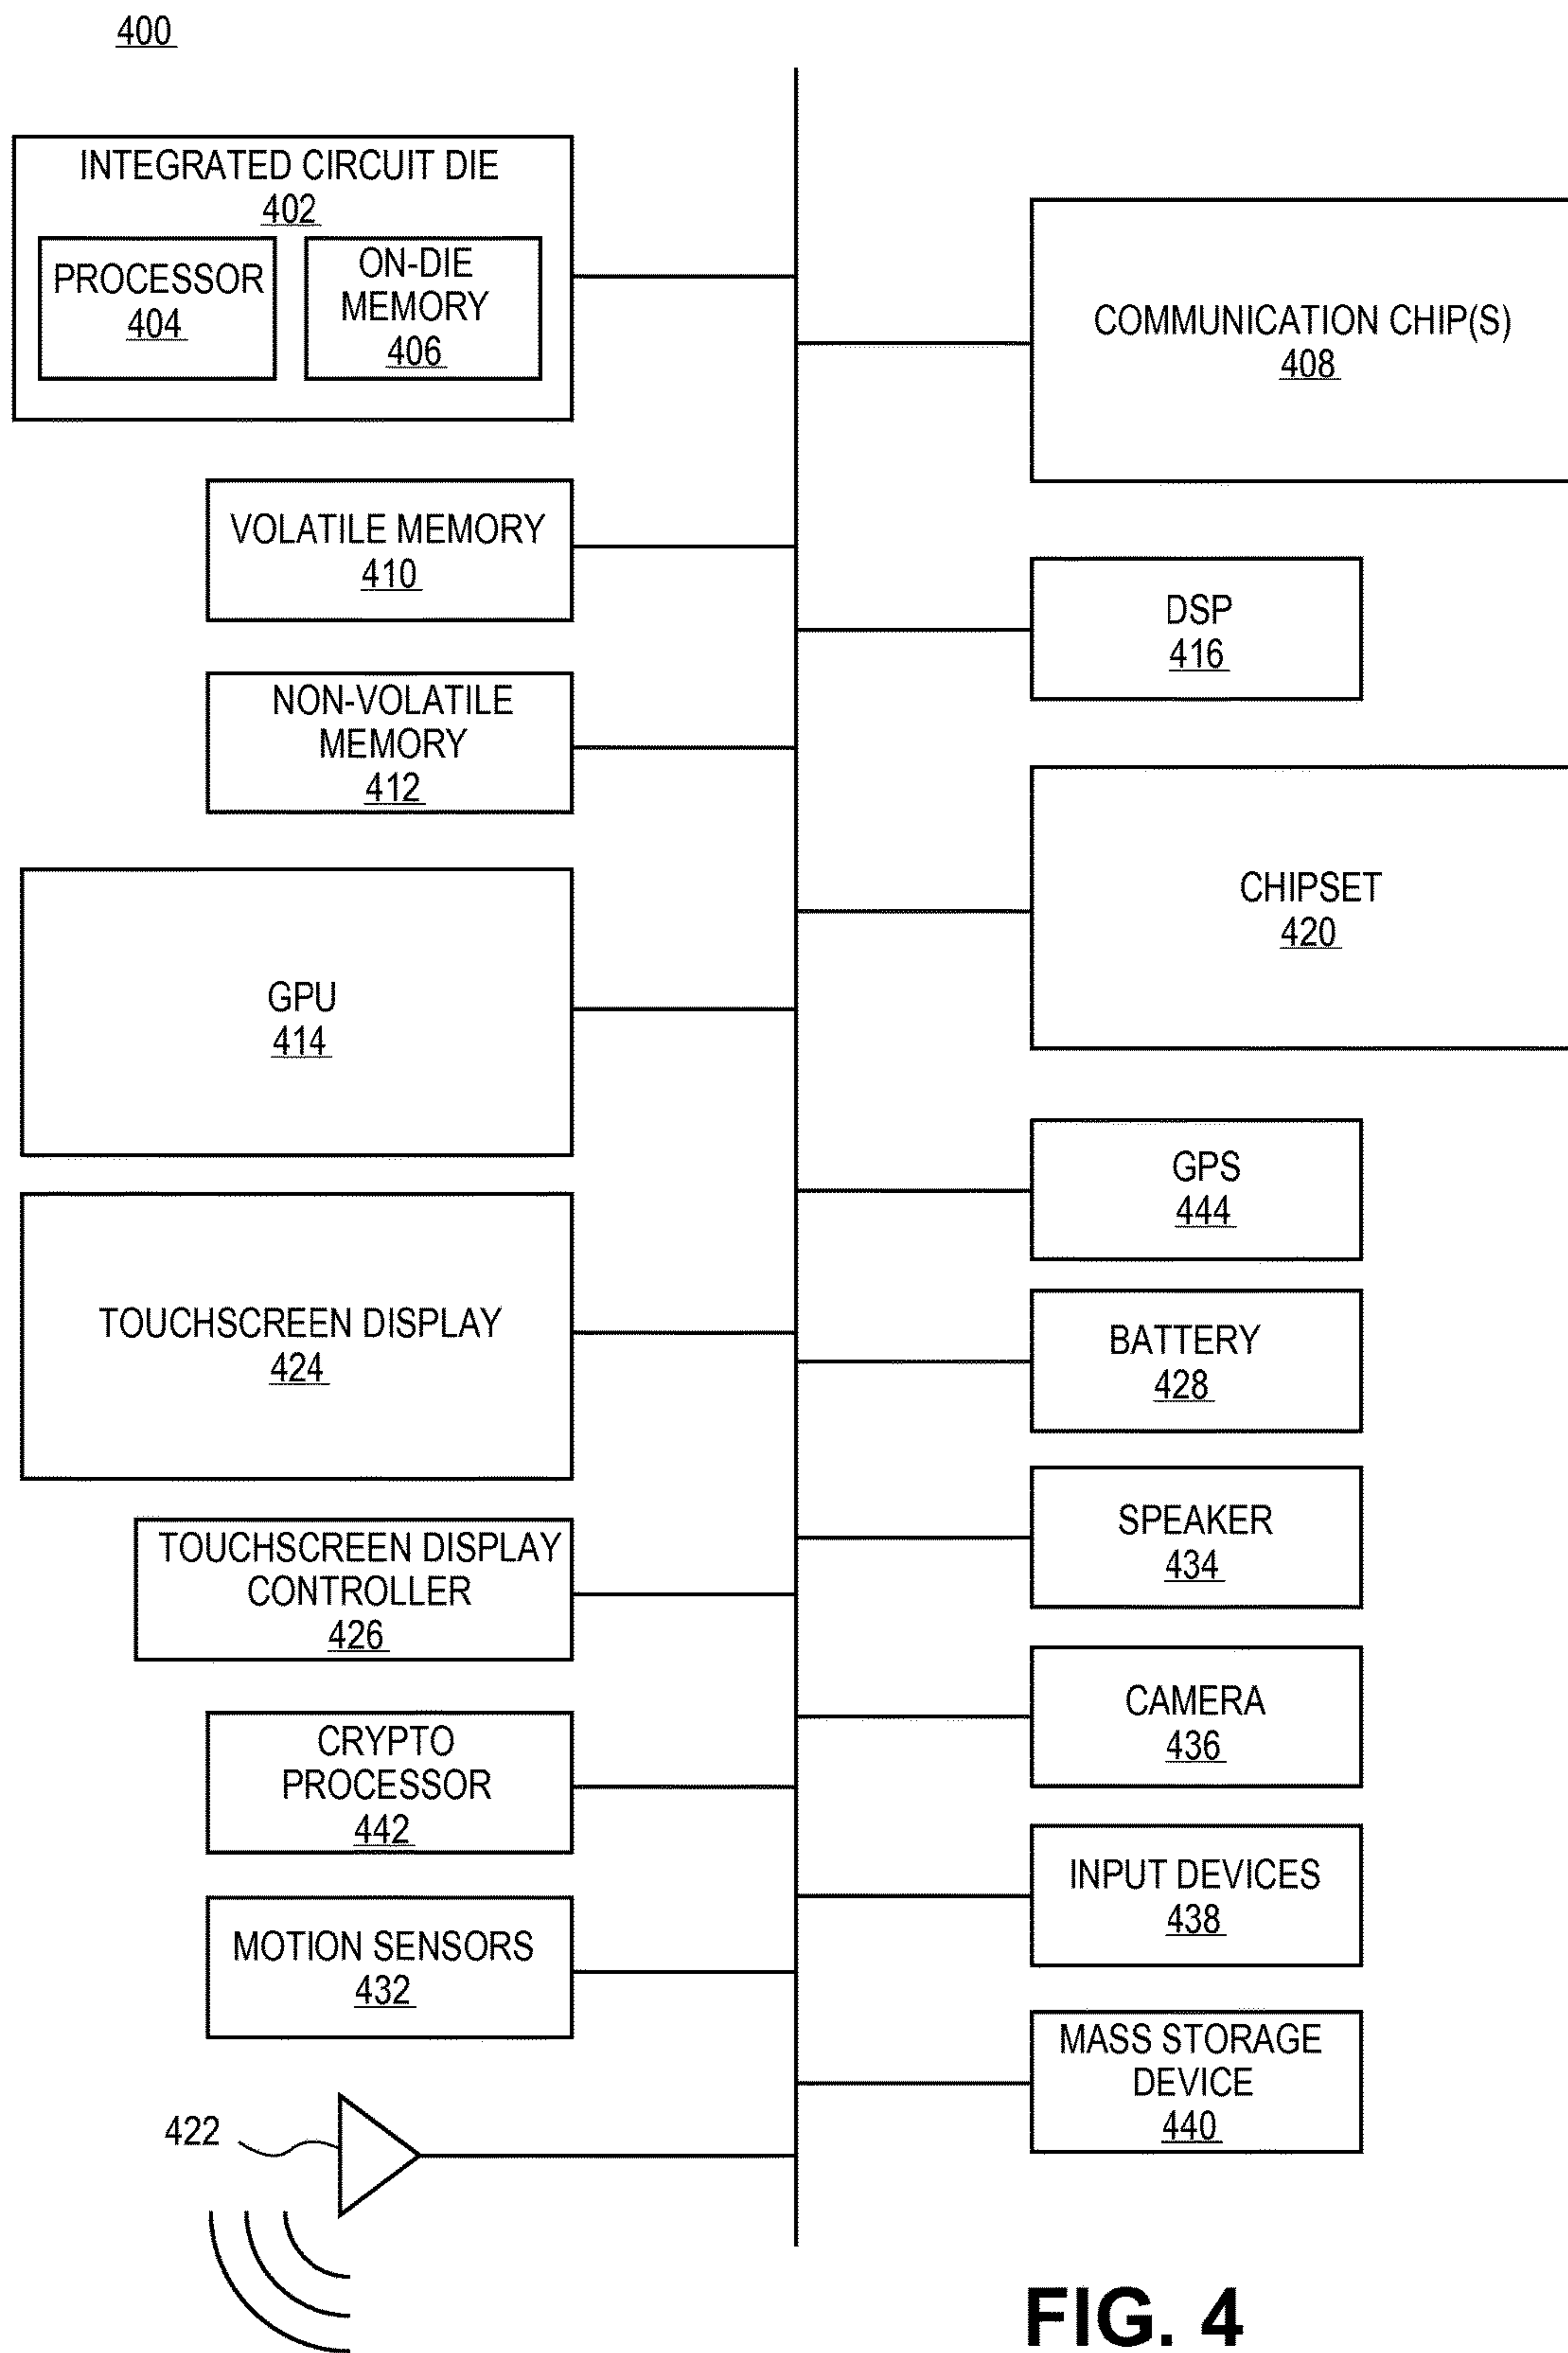 400
INTEGRATED CIRCUIT DIE
402
PROCESSOR
404
ON-DIE
MEMORY
406
COMMUNICATION CHIP(S)
408
VOLATILE MEMORY
410
DSP
416
NON-VOLATILE
MEMORY
412
CHIPSET
420
GPU
414
GPS
444
TOUCHSCREEN DISPLAY
424
BATTERY
428
SPEAKER
434
TOUCHSCREEN DISPLAY
CONTROLLER
426
CAMERA
436
CRYPTO
PROCESSOR
442
INPUT DEVICES
438
MOTION SENSORS
432
MASS STORAGE
DEVICE
440
422
FIG. 4